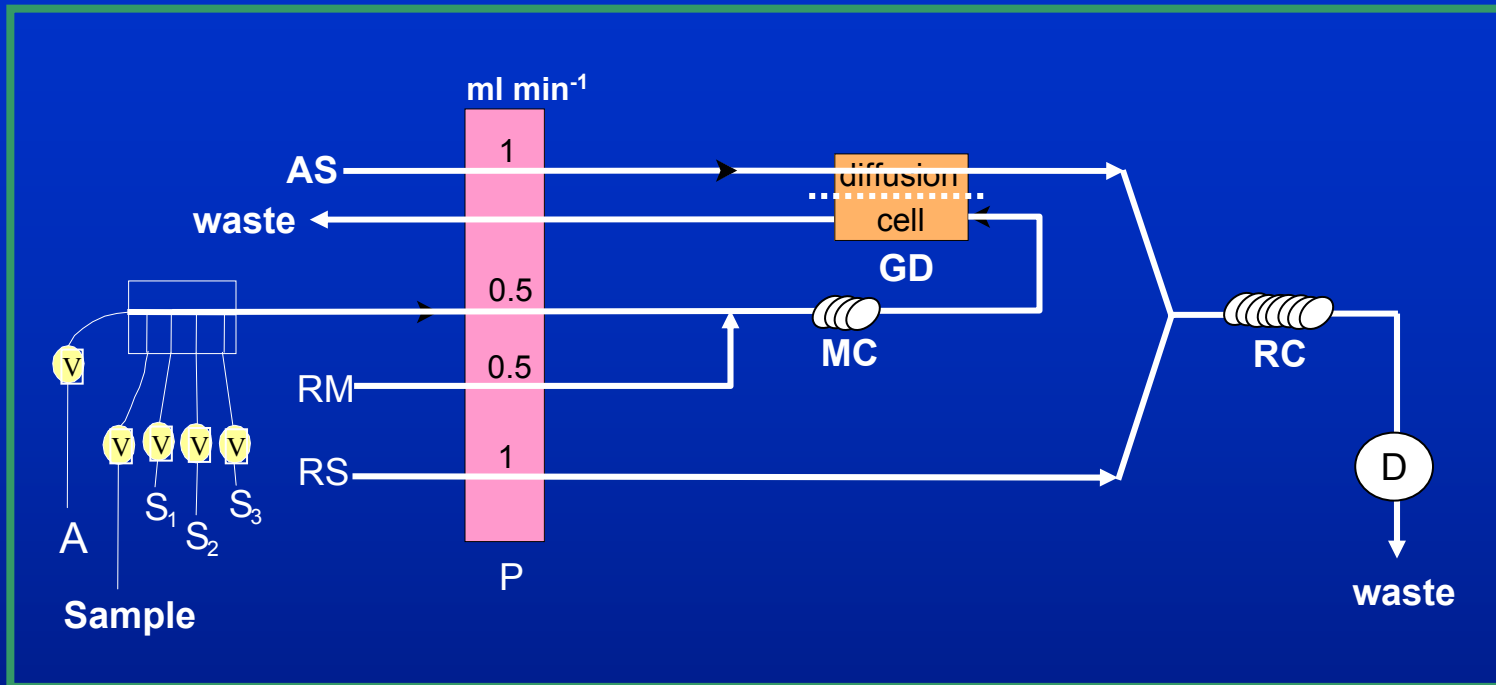 ml min⁻¹
1
AS
diffusion
waste
cell
GD
0.5
V
MC
RC
0.5
RM
V V V V
1
RS
D
S₁ S₂ S₃
A
P
waste
Sample